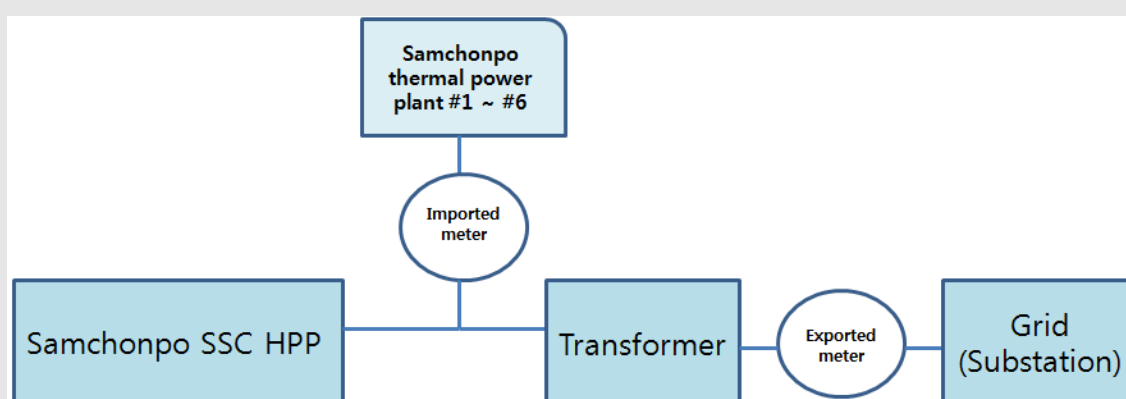 Samchonpo
thermal power
plant #1 ~ #6
Imported
meter
Samchonpo SSC HPP
Transformer
Exported
meter
Grid
(Substation)